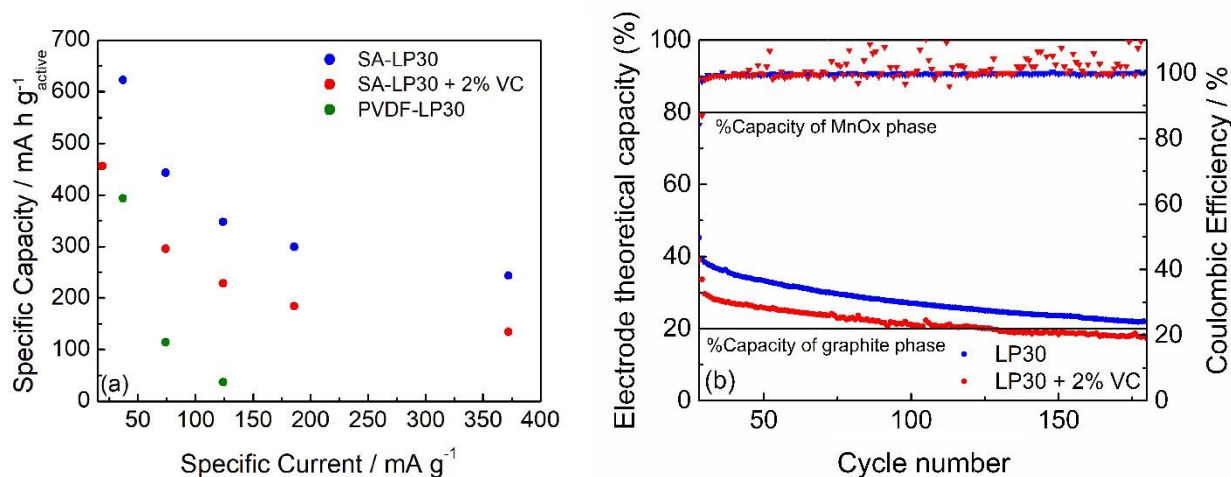 700
600
500
400
300
200
100
0
Specific Capacity / mA h g⁻¹active
SA-LP30
SA-LP30 + 2% VC
PVDF-LP30
(a)
50 100 150 200 250 300 350 400
Specific Current / mA g⁻¹
100
80
60
40
20
0
Electrode theoretical capacity (%)
%Capacity of MnOx phase
%Capacity of graphite phase
LP30
LP30 + 2% VC
(b)
50 100 150
Cycle number
100
80
60
40
20
0
Coulombic Efficiency / %